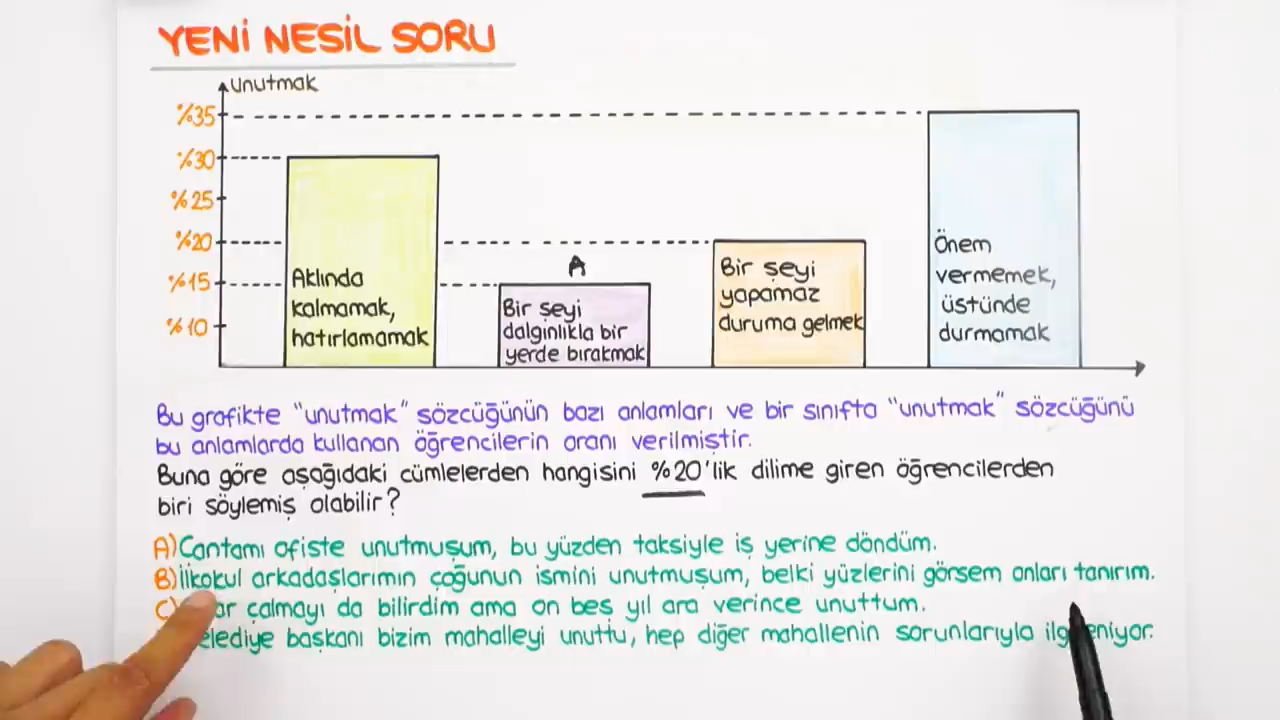 YENİ NESİL SORU
Unutmak
%35
%30
%25
%20
%15
%10
Aklında
kalmamak,
hatırlamamak
A
Bir şeyi
dalgınlıkla bir
yerde bırakmak
Bir şeyi
yapamaz
duruma gelmek
Önem
vermemek,
üstünde
durmamak
Bu grafikte "unutmak" sözcüğünün bazı anlamları ve bir sınıfta "unutmak" sözcüğünü
bu anlamlarda kullanan öğrencilerin oranı verilmiştir.
Buna göre aşağıdaki cümlelerden hangisini %20'lik dilime giren öğrencilerden
biri söylemiş olabilir?
A) Çantamı ofiste unutmuşum, bu yüzden taksiyle iş yerine döndüm.
B) İlkokul arkadaşlarımın çoğunun ismini unutmuşum, belki yüzlerini görsem onları tanırım.
C) çalmayı da bilirdim ama on beş yıl ara verince unuttum.
başkanı bizim mahalleyi unuttu, hep diğer mahallenin sorunlarıyla